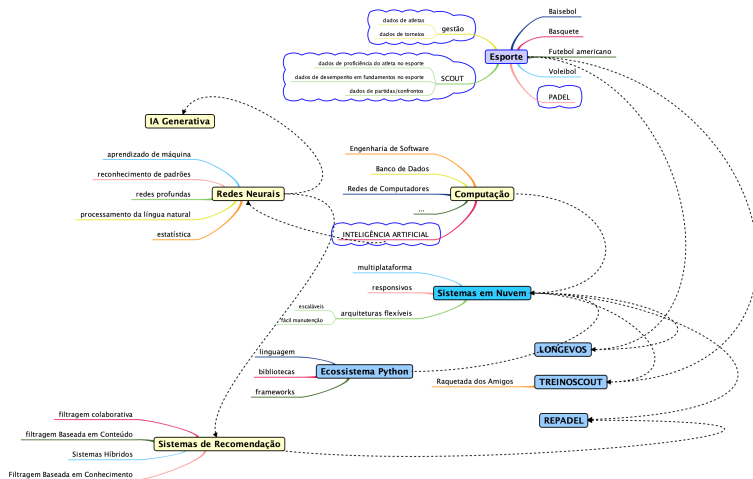 Baisebol
dados de atletas
gestão
dados de torneios
Basquete
Esporte
Futebol americano
dados de proficiência do atleta no esporte
dados de desempenho em fundamentos no esporte
SCOUT
Voleibol
dados de partidas/confrontos
PADEL
IA Generativa
Engenharia de Software
aprendizado de máquina
Banco de Dados
reconhecimento de padrões
Redes de Computadores
Computação
redes profundas
Redes Neurais
...
processamento da língua natural
estatística
INTELIGÊNCIA ARTIFICIAL
multiplataforma
responsivos
Sistemas em Nuvem
escaláveis
arquiteturas flexíveis
fácil manutenção
linguagem
LONGEVOS
bibliotecas
Ecossistema Python
frameworks
Raquetada dos Amigos
TREINOSCOUT
filtragem colaborativa
REPADEL
filtragem Baseada em Conteúdo
Sistemas de Recomendação
Sistemas Híbridos
Filtragem Baseada em Conhecimento